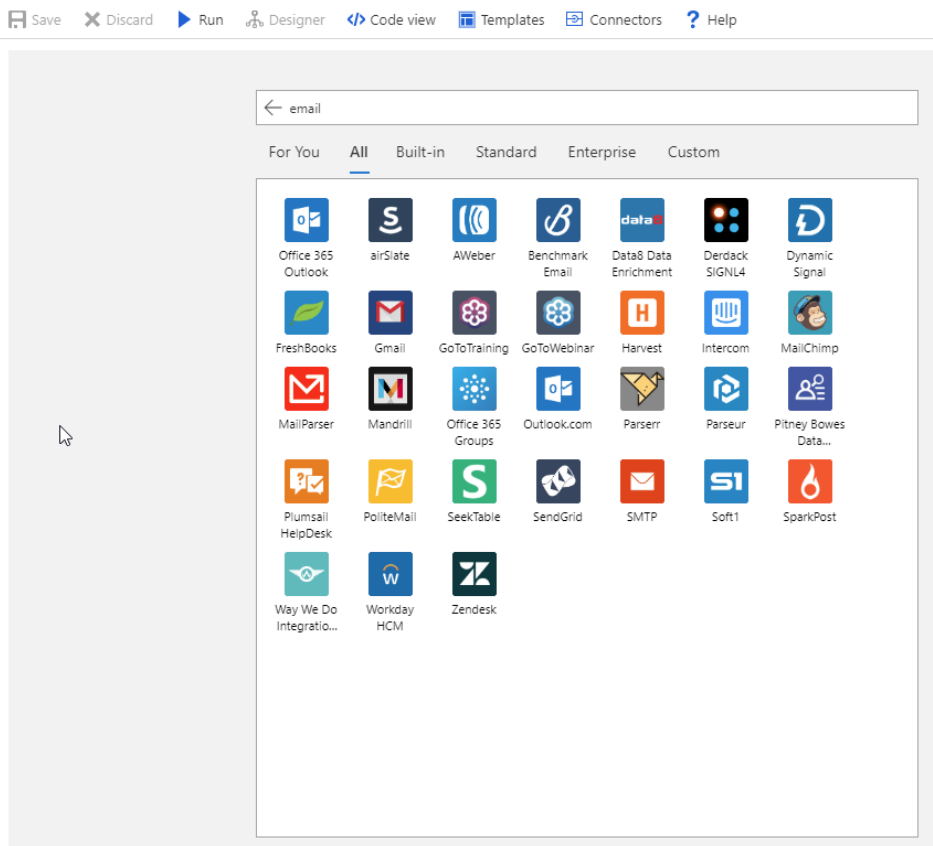 Save Discard Run Designer </> Code view Templates Connectors ? Help
email
For You All Built-in Standard Enterprise Custom
Office 365 Outlook airSlate AWeber Benchmark Email Data8 Data Enrichment Derdack SIGNL4 Dynamic Signal
FreshBooks Gmail GoToTraining GoToWebinar Harvest Intercom MailChimp
MailParser Mandrill Office 365 Groups Outlook.com Parserr Parseur Pitney Bowes Data...
Plumsail HelpDesk PoliteMail SeekTable SendGrid SMTP Soft1 SparkPost
Way We Do Integratio... Workday HCM Zendesk